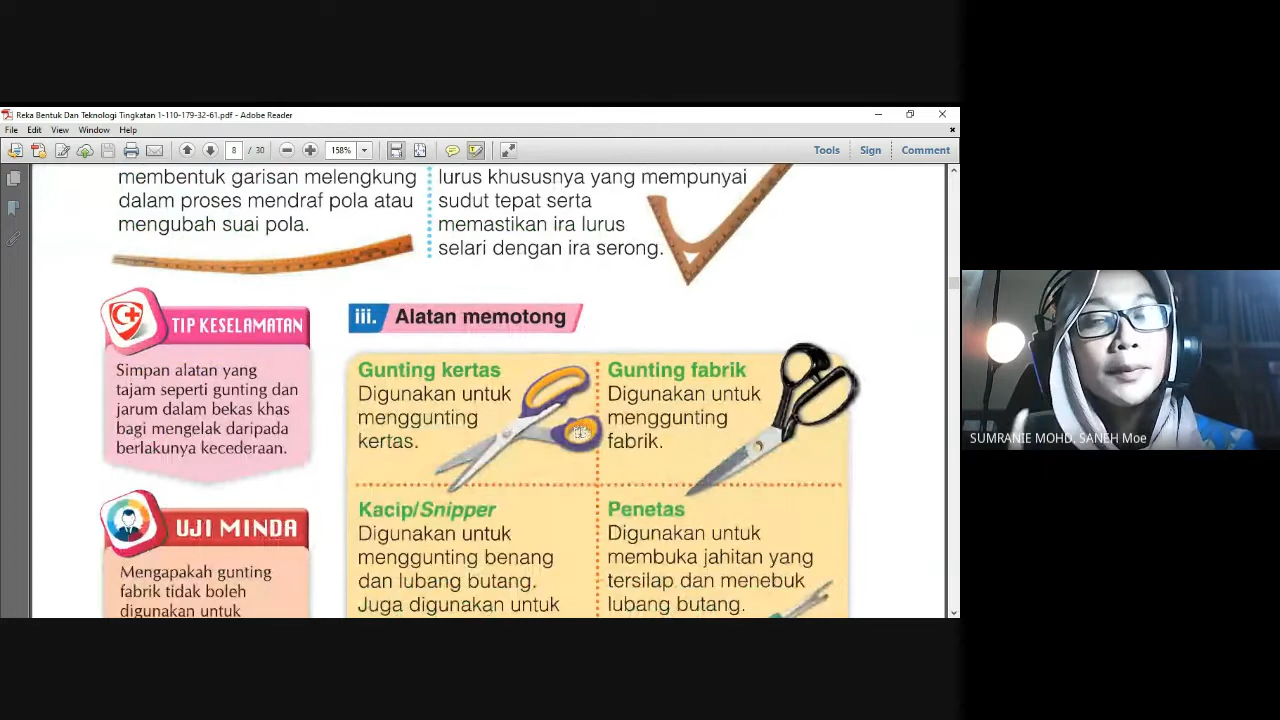 Reka Bentuk Dan Teknologi Tingkatan 1-110-179-32-61.pdf - Adobe Reader
File Edit View Window Help
8 / 30 158% Tools Sign Comment
membentuk garisan melengkung
dalam proses mendraf pola atau
mengubah suai pola.
lurus khususnya yang mempunyai
sudut tepat serta
memastikan ira lurus
selari dengan ira serong.
TIP KESELAMATAN
Simpan alatan yang
tajam seperti gunting dan
jarum dalam bekas khas
bagi mengelak daripada
berlakunya kecederaan.
UJI MINDA
Mengapakah gunting
fabrik tidak boleh
digunakan untuk
iii. Alatan memotong
Gunting kertas
Digunakan untuk
menggunting
kertas.
Gunting fabrik
Digunakan untuk
menggunting
fabrik.
Kacip/Snipper
Digunakan untuk
menggunting benang
dan lubang butang.
Juga digunakan untuk
Penetas
Digunakan untuk
membuka jahitan yang
tersilap dan menebuk
lubang butang.
SUMRANIE MOHD. SANEH Moe